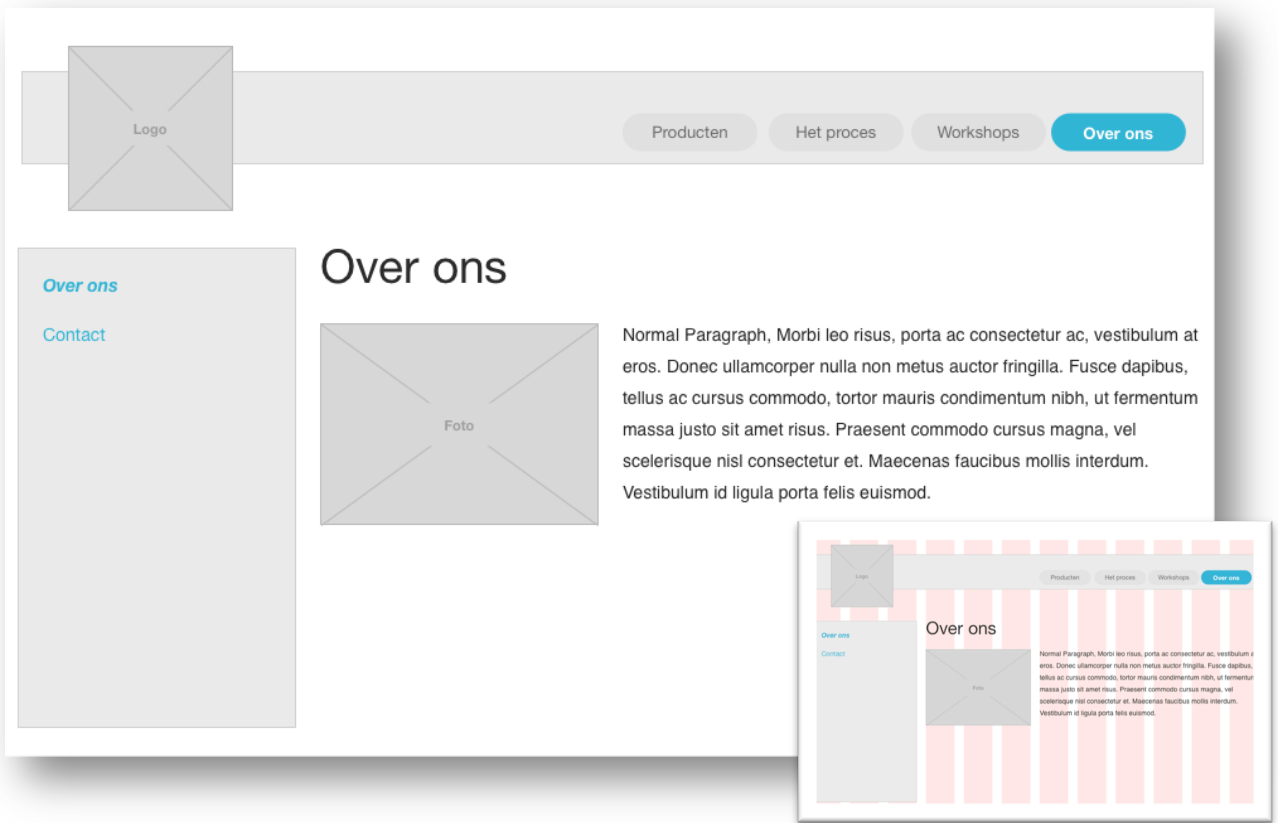 Logo
Producten
Het proces
Workshops
Over ons
Over ons
Contact
Over ons
Foto
Normal Paragraph, Morbi leo risus, porta ac consectetur ac, vestibulum at
eros. Donec ullamcorper nulla non metus auctor fringilla. Fusce dapibus,
tellus ac cursus commodo, tortor mauris condimentum nibh, ut fermentum
massa justo sit amet risus. Praesent commodo cursus magna, vel
scelerisque nisl consectetur et. Maecenas faucibus mollis interdum.
Vestibulum id ligula porta felis euismod.
Logo
Producten
Het proces
Workshops
Over ons
Over ons
Contact
Over ons
Foto
Normal Paragraph, Morbi leo risus, porta ac consectetur ac, vestibulum a
eros. Donec ullamcorper nulla non metus auctor fringilla. Fusce dapibus,
tellus ac cursus commodo, tortor mauris condimentum nibh, ut fermentun
massa justo sit amet risus. Praesent commodo cursus magna, vel
scelerisque nisl consectetur et. Maecenas faucibus mollis interdum.
Vestibulum id ligula porta felis euismod.